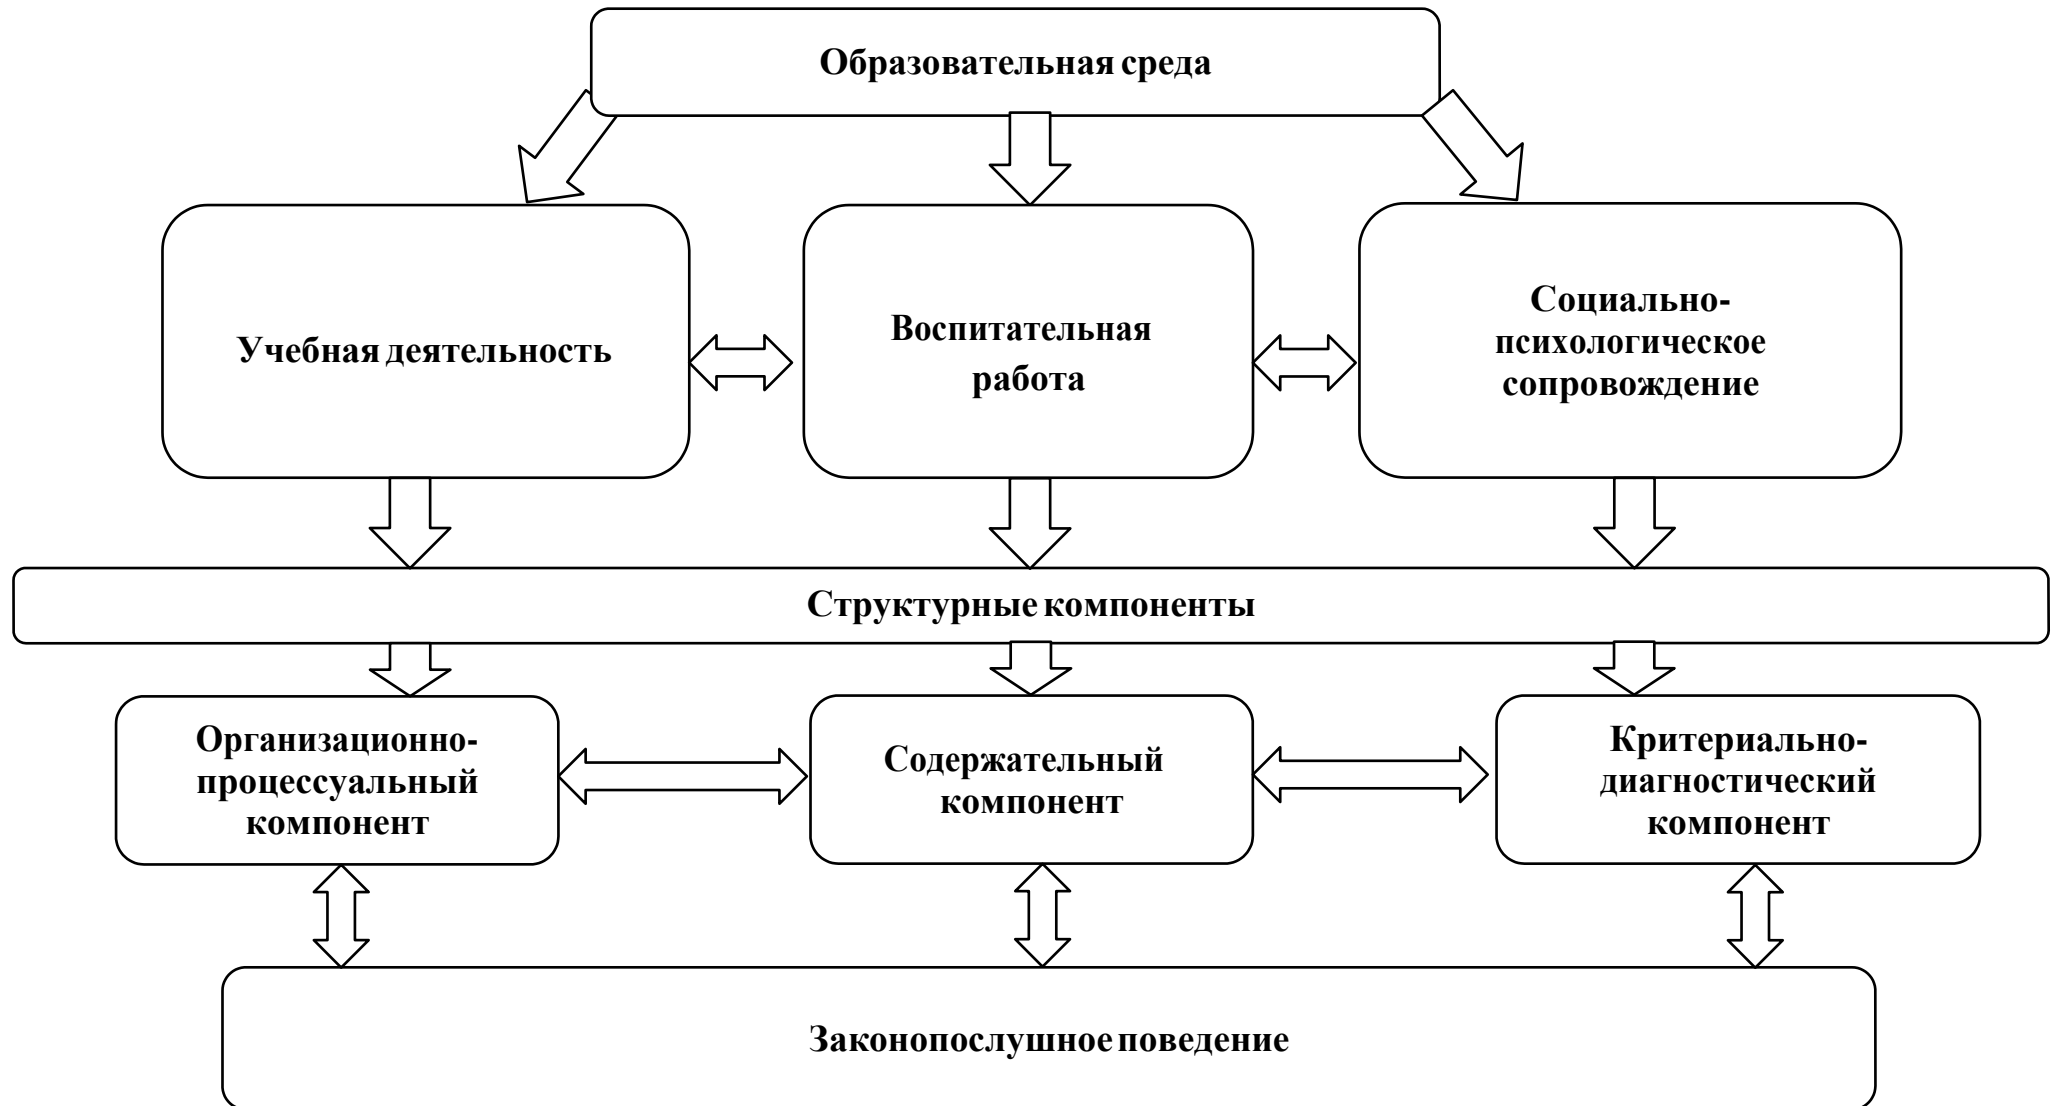 Образовательная среда
Учебная деятельность
Воспитательная
работа
Социально-
психологическое
сопровождение
Структурные компоненты
Организационно-
процессуальный
компонент
Содержательный
компонент
Критериально-
диагностический
компонент
Законопослушное поведение